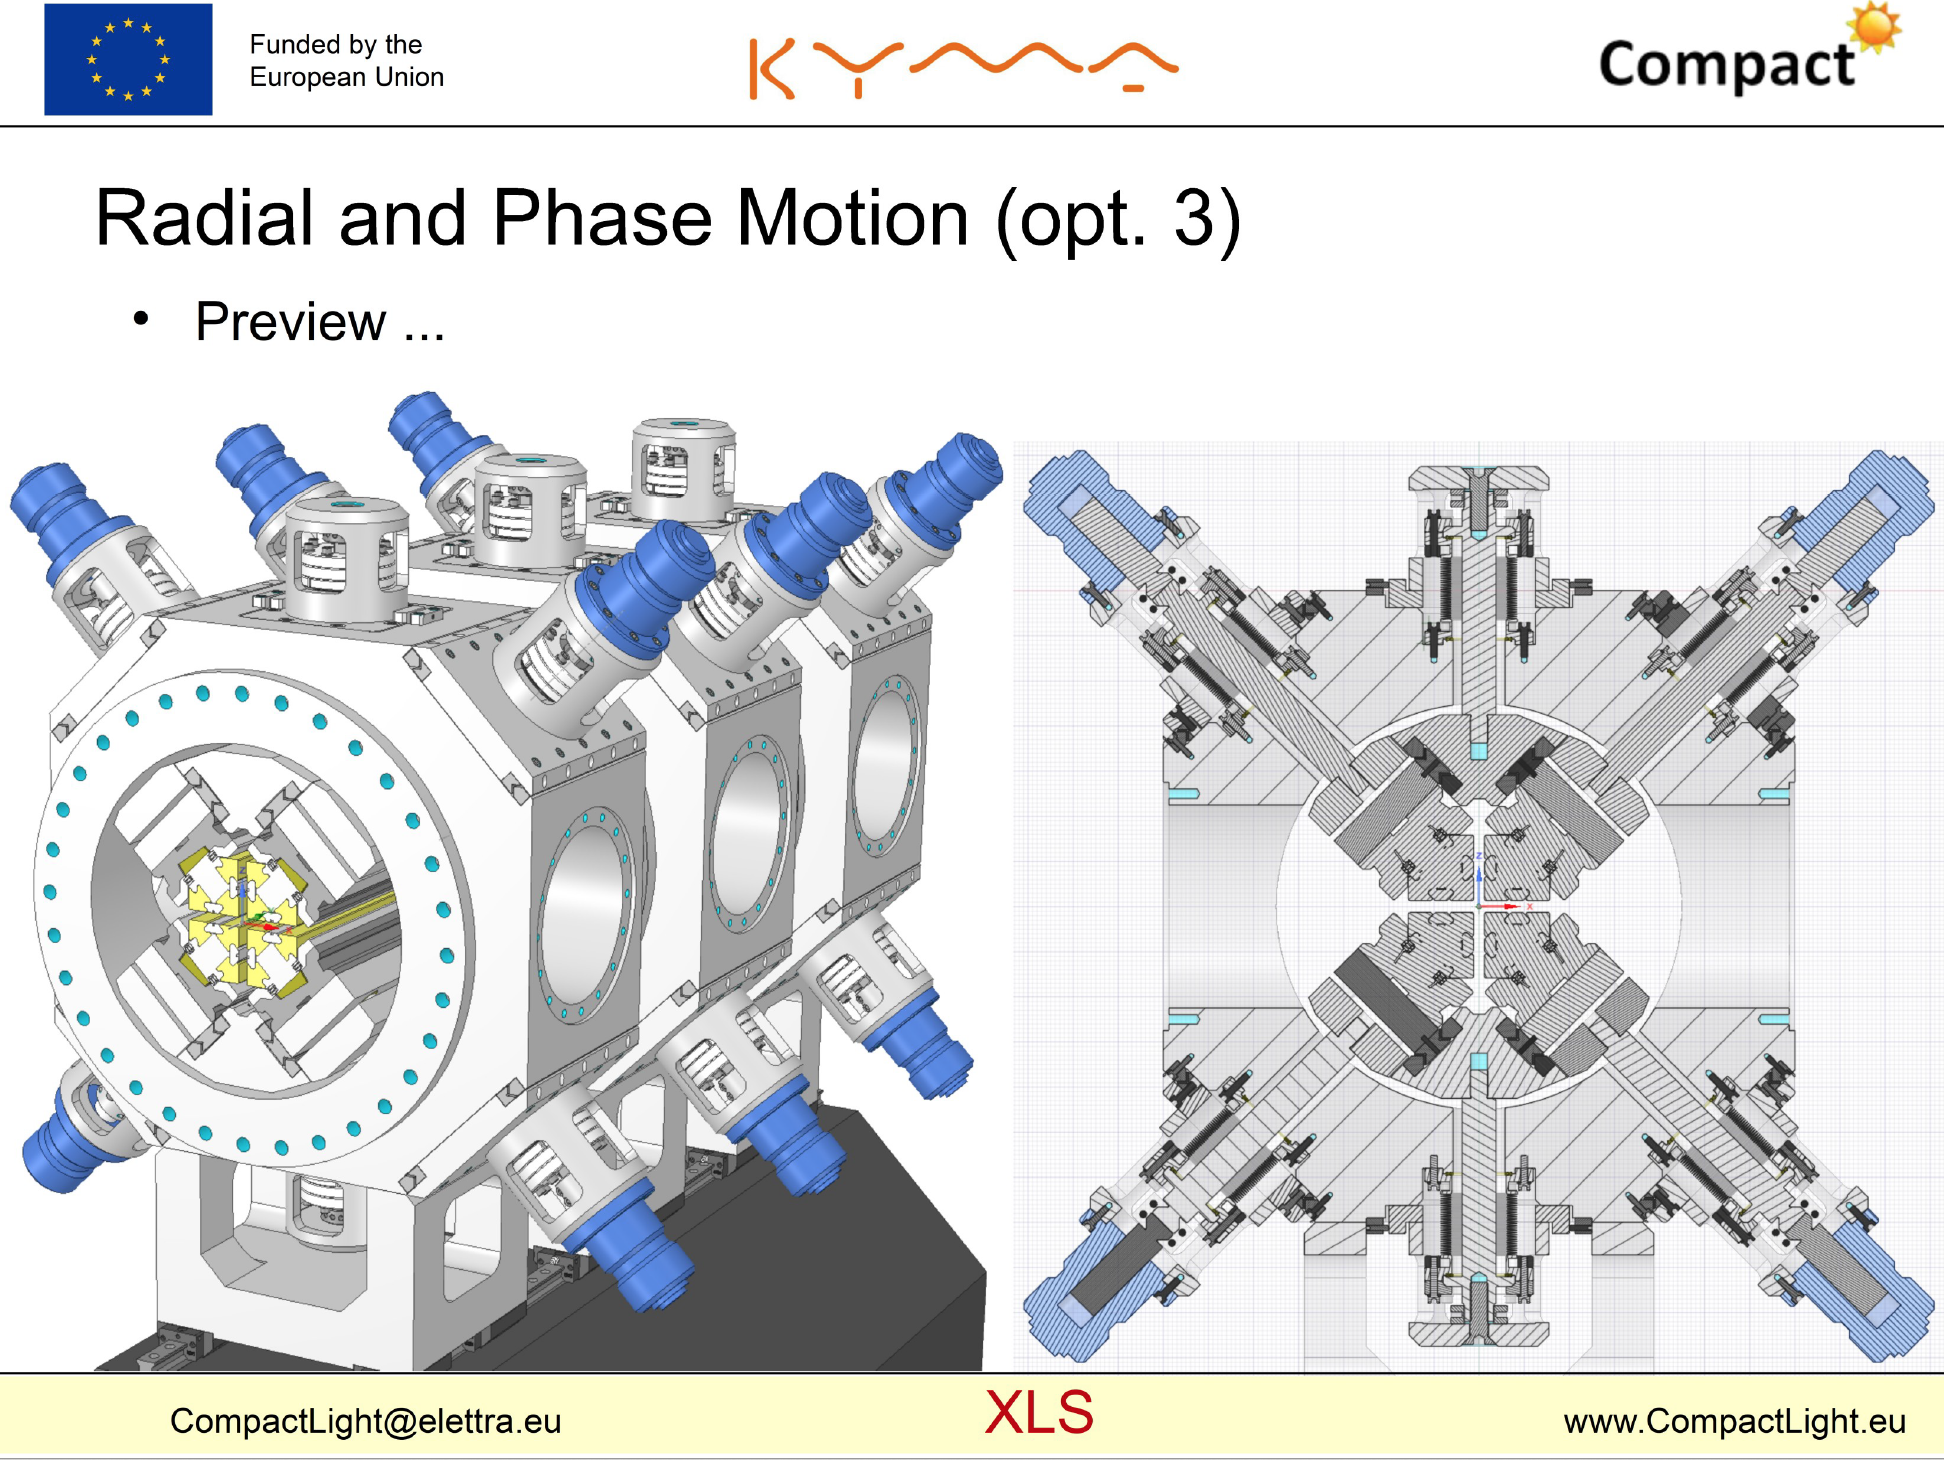 Funded by the
European Union
KYMA
Compact
Radial and Phase Motion (opt. 3)
• Preview ...
z
x
z
x
CompactLight@elettra.eu
XLS
www.CompactLight.eu